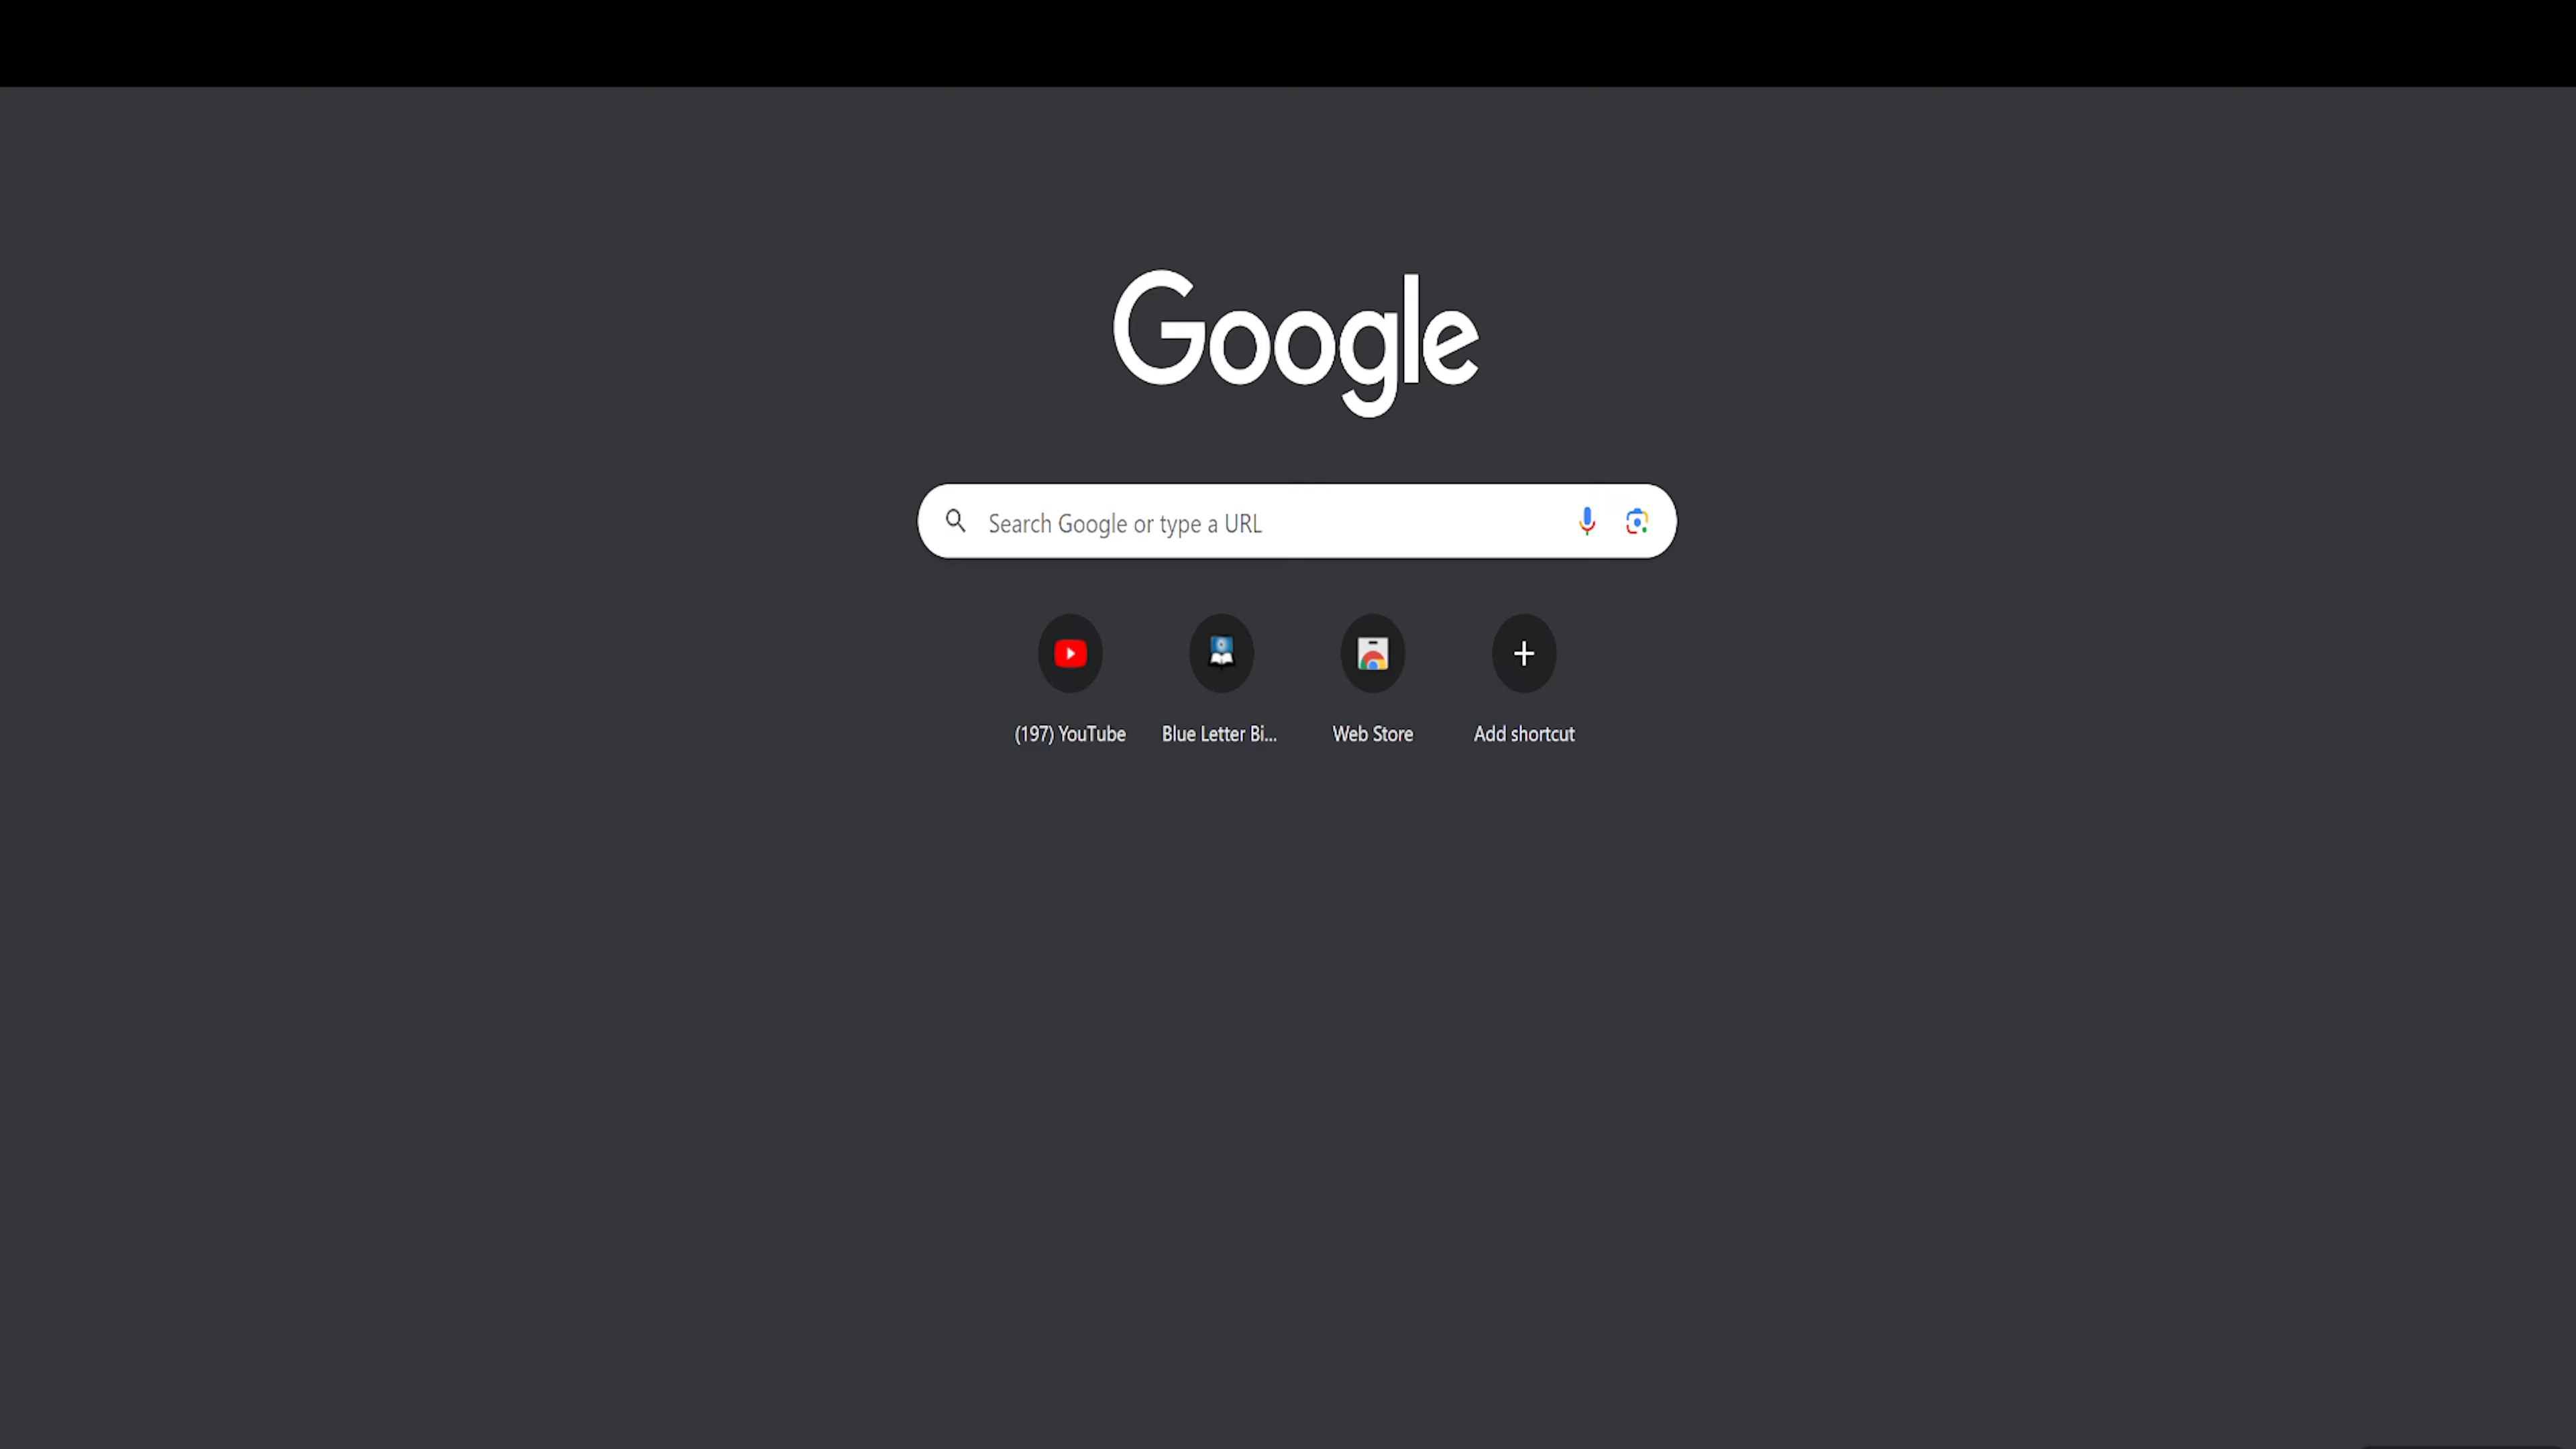 Google
Search Google or type a URL
(197) YouTube
Blue Letter Bi...
Web Store
Add shortcut